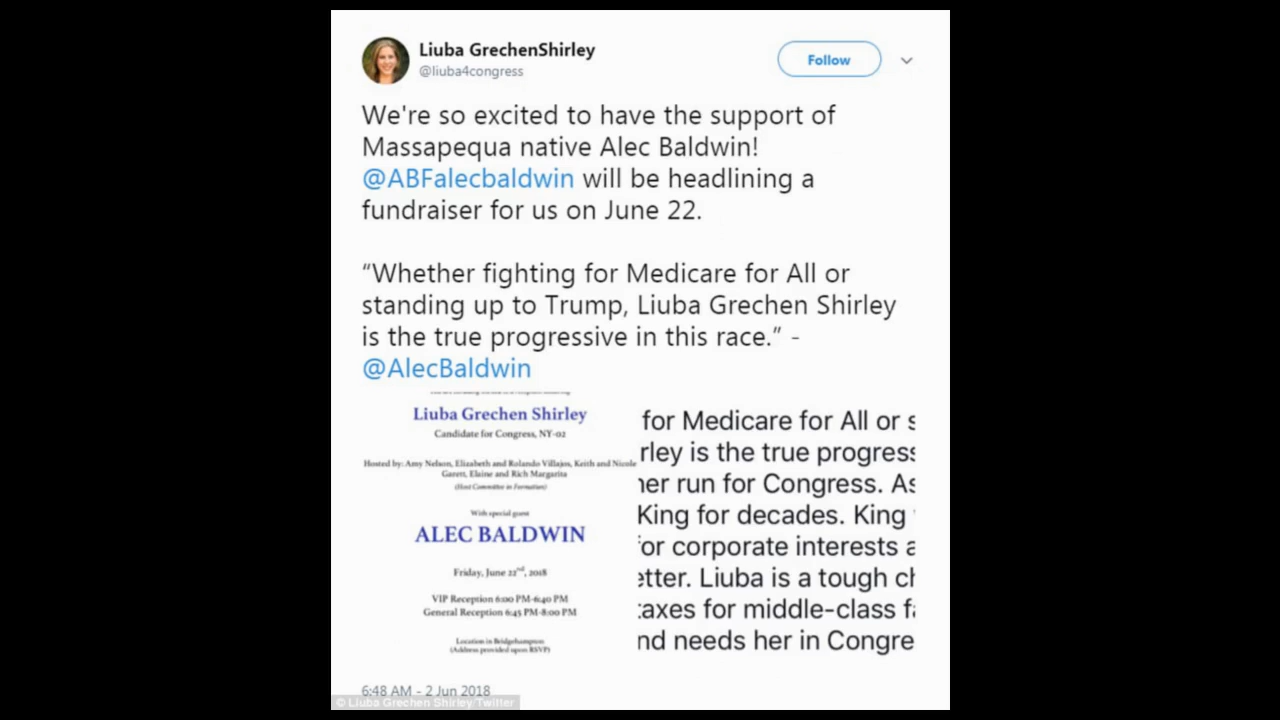 Liuba GrechenShirley
@liuba4congress
Follow
We're so excited to have the support of
Massapequa native Alec Baldwin!
@ABFalecbaldwin will be headlining a
fundraiser for us on June 22.
“Whether fighting for Medicare for All or
standing up to Trump, Liuba Grechen Shirley
is the true progressive in this race.” -
@AlecBaldwin
Liuba Grechen Shirley
Candidate for Congress, NY-02
Hosted by: Amy Nelson, Elizabeth and Rolando Villajos, Keith and Nicole
Garett, Elaine and Rich Margarita
(Host Committee in Formation)
With special guest
ALEC BALDWIN
Friday, June 22nd, 2018
VIP Reception 6:00 PM-6:40 PM
General Reception 6:45 PM-8:00 PM
Location in Bridgehampton
(Address provided upon RSVP)
for Medicare for All or s
rley is the true progress
ner run for Congress. As
King for decades. King
for corporate interests a
etter. Liuba is a tough ch
taxes for middle-class fa
nd needs her in Congre
6:48 AM - 2 Jun 2018
© Liuba Grechen Shirley/Twitter